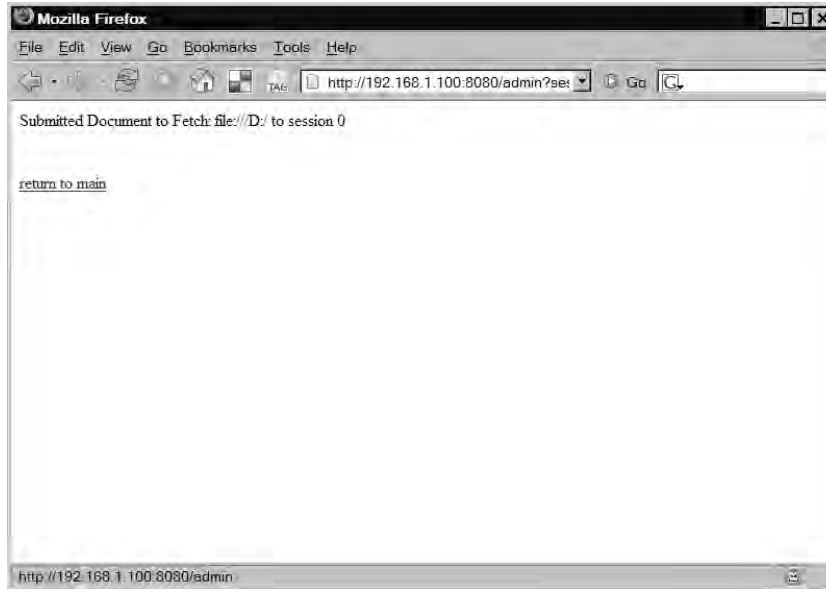 Mozilla Firefox
File Edit View Go Bookmarks Tools Help
TAG http://192.168.1.100:8080/admin?ses Go G
Submitted Document to Fetch: file:///D:/ to session 0
return to main
http://192.168.1.100:8080/admin